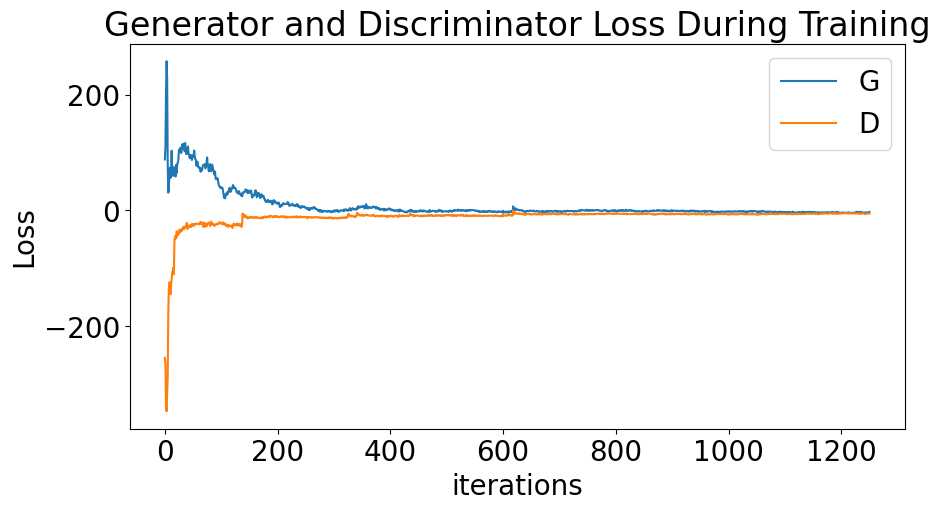 Generator and Discriminator Loss During Training
G
D
200
0
−200
Loss
0 200 400 600 800 1000 1200
iterations